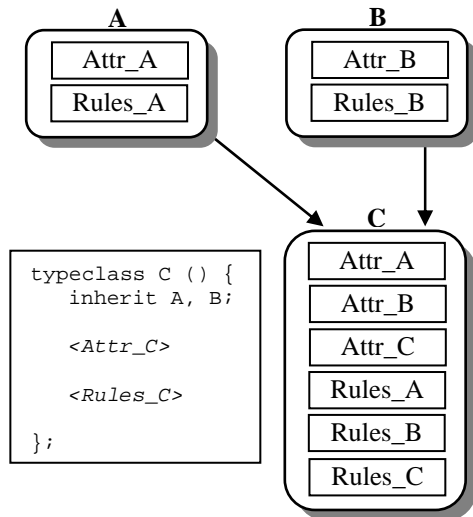 A
Attr_A
Rules_A
B
Attr_B
Rules_B
C
Attr_A
Attr_B
Attr_C
Rules_A
Rules_B
Rules_C
typeclass C () {
inherit A, B;
<Attr_C>
<Rules_C>
};